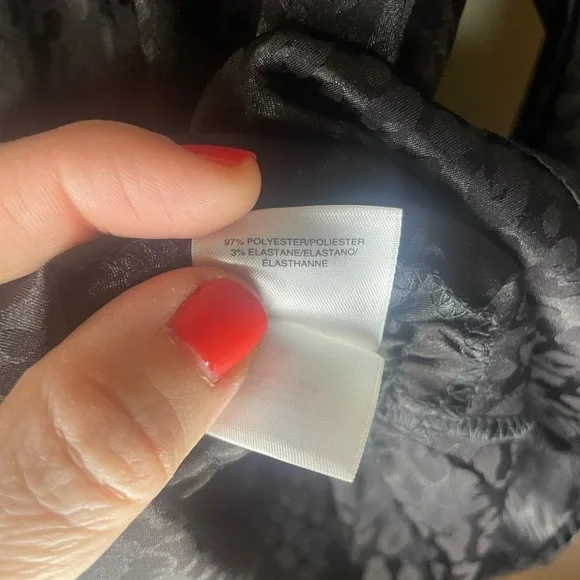 97% POLYESTER/POLIESTER
3% ELASTANE/ELASTANO/
ÉLASTHANNE